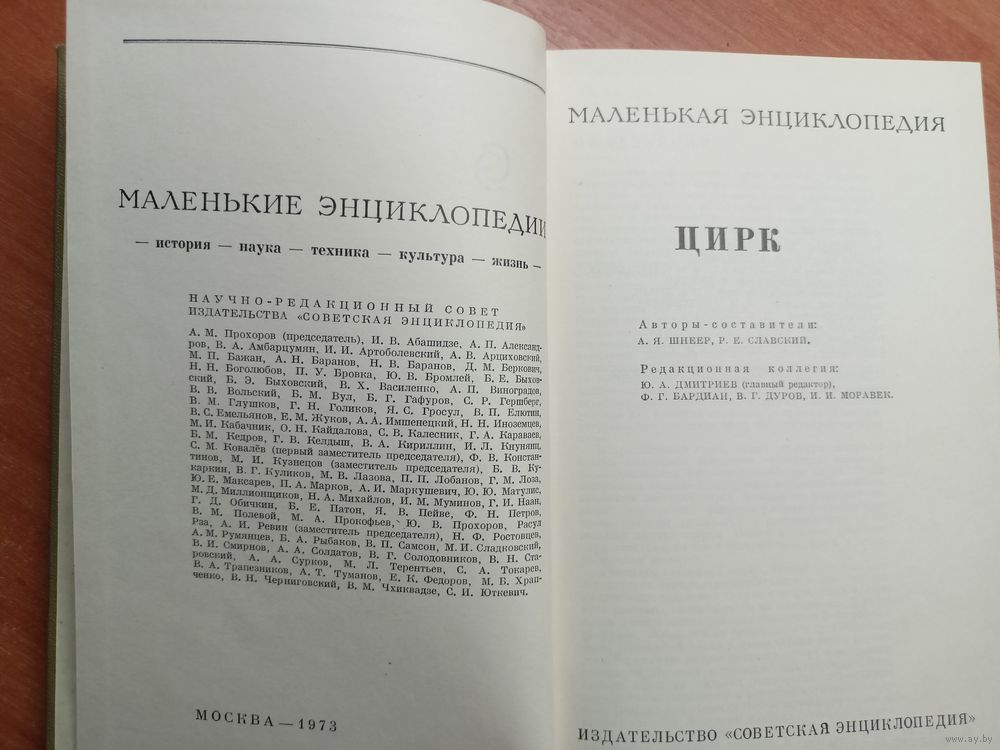 МАЛЕНЬКИЕ ЭНЦИКЛОПЕДИИ
— история — наука — техника — культура — жизнь —
НАУЧНО-РЕДАКЦИОННЫЙ СОВЕТ
ИЗДАТЕЛЬСТВА «СОВЕТСКАЯ ЭНЦИКЛОПЕДИЯ»
А. М. Прохоров (председатель), И. В. Абашидзе, А. П. Александ-
ров, В. А. Амбарцумян, И. И. Артоболевский, А. В. Арциховский,
М. П. Бажан, А. Н. Баранов, Н. В. Баранов, Д. М. Беркович,
Н. Н. Боголюбов, П. У. Бровка, Ю. В. Бромлей, Б. Е. Быхов-
ский, Б. Э. Быховский, В. Х. Василенко, А. П. Виноградов,
В. В. Вольский, Б. М. Вул, Б. Г. Гафуров, С. Р. Гершберг,
В. М. Глушков, Г. Н. Голиков, Я. С. Гросул, В. П. Елютин,
В. С. Емельянов, Е. М. Жуков, А. А. Имшенецкий, Н. Н. Иноземцев,
М. И. Кабачник, О. Н. Кайдалова, С. В. Калесник, Г. А. Караваев,
Б. М. Кедров, Г. В. Келдыш, В. А. Кириллин, И. Л. Кнунянц,
С. М. Ковалёв (первый заместитель председателя), Ф. В. Констан-
тинов, М. И. Кузнецов (заместитель председателя), Б. В. Ку-
каркин, В. Г. Куликов, М. В. Лазова, П. П. Лобанов, Г. М. Лоза,
Ю. Е. Максарев, П. А. Марков, А. И. Маркушевич, Ю. Ю. Матулис,
М. Д. Миллионщиков, Н. А. Михайлов, И. М. Муминов, Г. И. Наан,
Г. Д. Обичкин, Б. Е. Патон, Я. В. Пейве, Ф. Н. Петров,
В. М. Полевой, М. А. Прокофьев, Ю. В. Прохоров, Расул
Рза, А. И. Ревин (заместитель председателя), Н. Ф. Ростовцев,
А. М. Румянцев, Б. А. Рыбаков, В. П. Самсон, М. И. Сладковский,
В. И. Смирнов, А. А. Солдатов, В. Г. Солодовников, В. Н. Ста-
ровский, А. А. Сурков, М. Л. Терентьев, С. А. Токарев,
В. А. Трапезников, А. Т. Туманов, Е. К. Федоров, М. Б. Храп-
ченко, В. Н. Черниговский, В. М. Чхиквадзе, С. И. Юткевич.
МОСКВА — 1973
МАЛЕНЬКАЯ ЭНЦИКЛОПЕДИЯ
ЦИРК
Авторы-составители:
А. Я. ШНЕЕР, Р. Е. СЛАВСКИЙ.
Редакционная коллегия:
Ю. А. ДМИТРИЕВ (главный редактор),
Ф. Г. БАРДИАН, В. Г. ДУРОВ, И. И. МОРАВЕК.
ИЗДАТЕЛЬСТВО «СОВЕТСКАЯ ЭНЦИКЛОПЕДИЯ»
www.ay.by